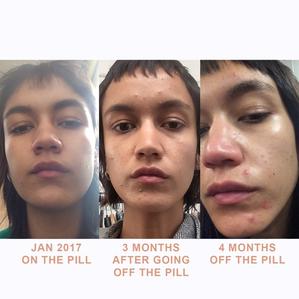 JAN 2017
ON THE PILL
3 MONTHS
AFTER GOING
OFF THE PILL
4 MONTHS
OFF THE PILL